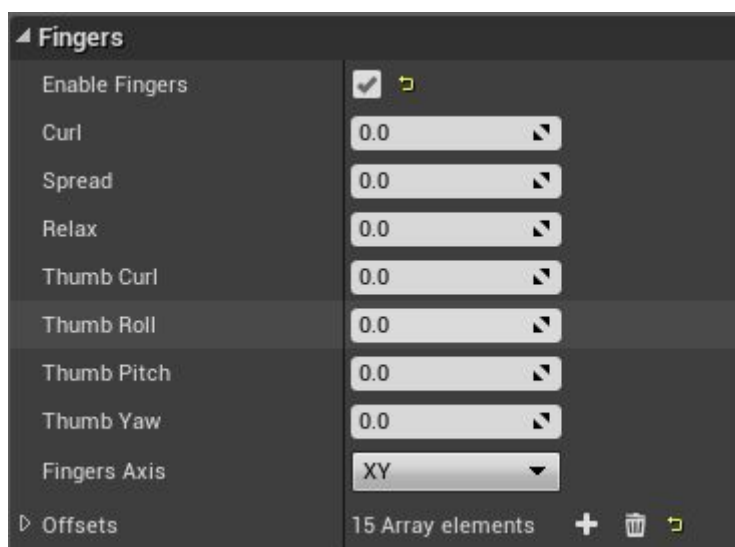 Fingers
Enable Fingers
Curl 0.0
Spread 0.0
Relax 0.0
Thumb Curl 0.0
Thumb Roll 0.0
Thumb Pitch 0.0
Thumb Yaw 0.0
Fingers Axis XY
Offsets 15 Array elements